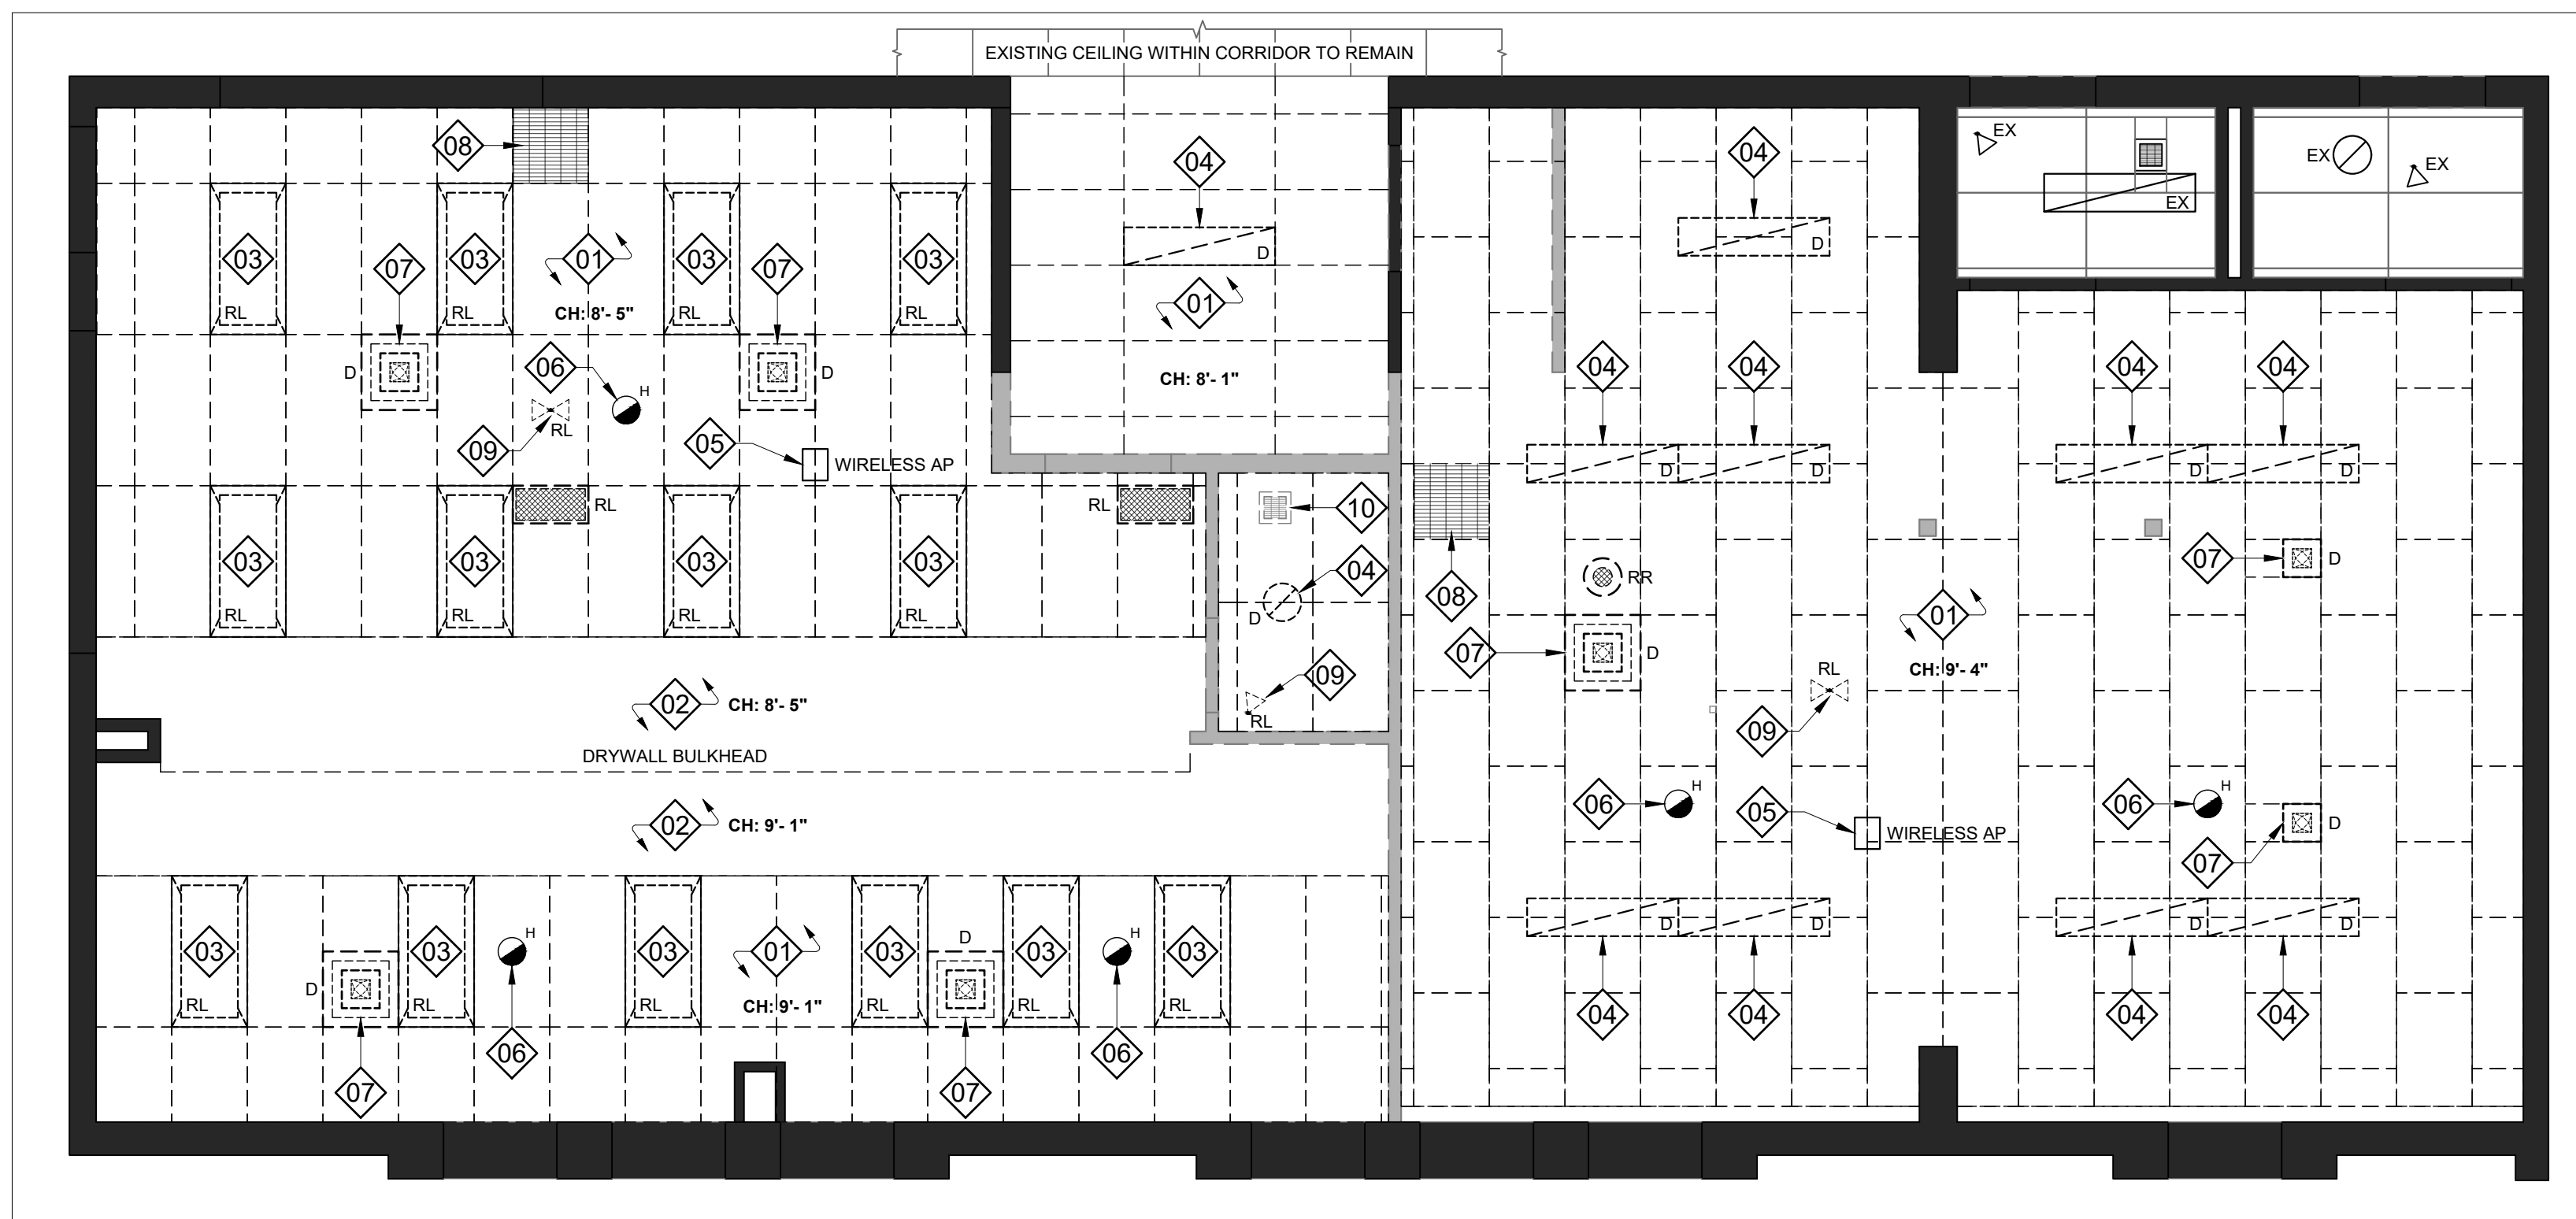 EXISTING CEILING WITHIN CORRIDOR TO REMAIN
08
04
04
EX
EX
EX
EX
03
03
01
03
03
07
07
D
D
RL
RL
CH: 8'- 5"
RL
RL
01
06
H
D
D
CH: 8'- 1"
04
04
04
04
09
RL
05
WIRELESS AP
D
D
D
D
RL
RL
10
03
03
03
03
04
08
RR
07
D
RL
RL
RL
RL
D
01
07
D
CH: 9'- 4"
02
CH: 8'- 5"
09
RL
RL
09
DRYWALL BULKHEAD
02
CH: 9'- 1"
06
H
05
WIRELESS AP
06
H
D
07
03
03
H
03
01
03
D
03
H
03
D
D
D
D
D
RL
RL
RL
CH: 9'- 1"
RL
RL
RL
04
04
04
04
07
06
07
06